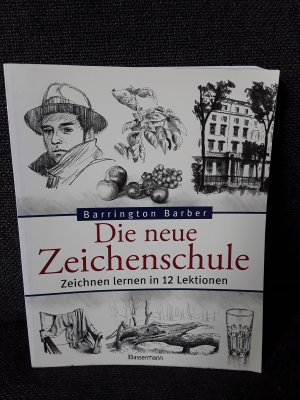 Barrington Barber
Die neue
Zeichenschule
Zeichnen lernen in 12 Lektionen
Bassermann